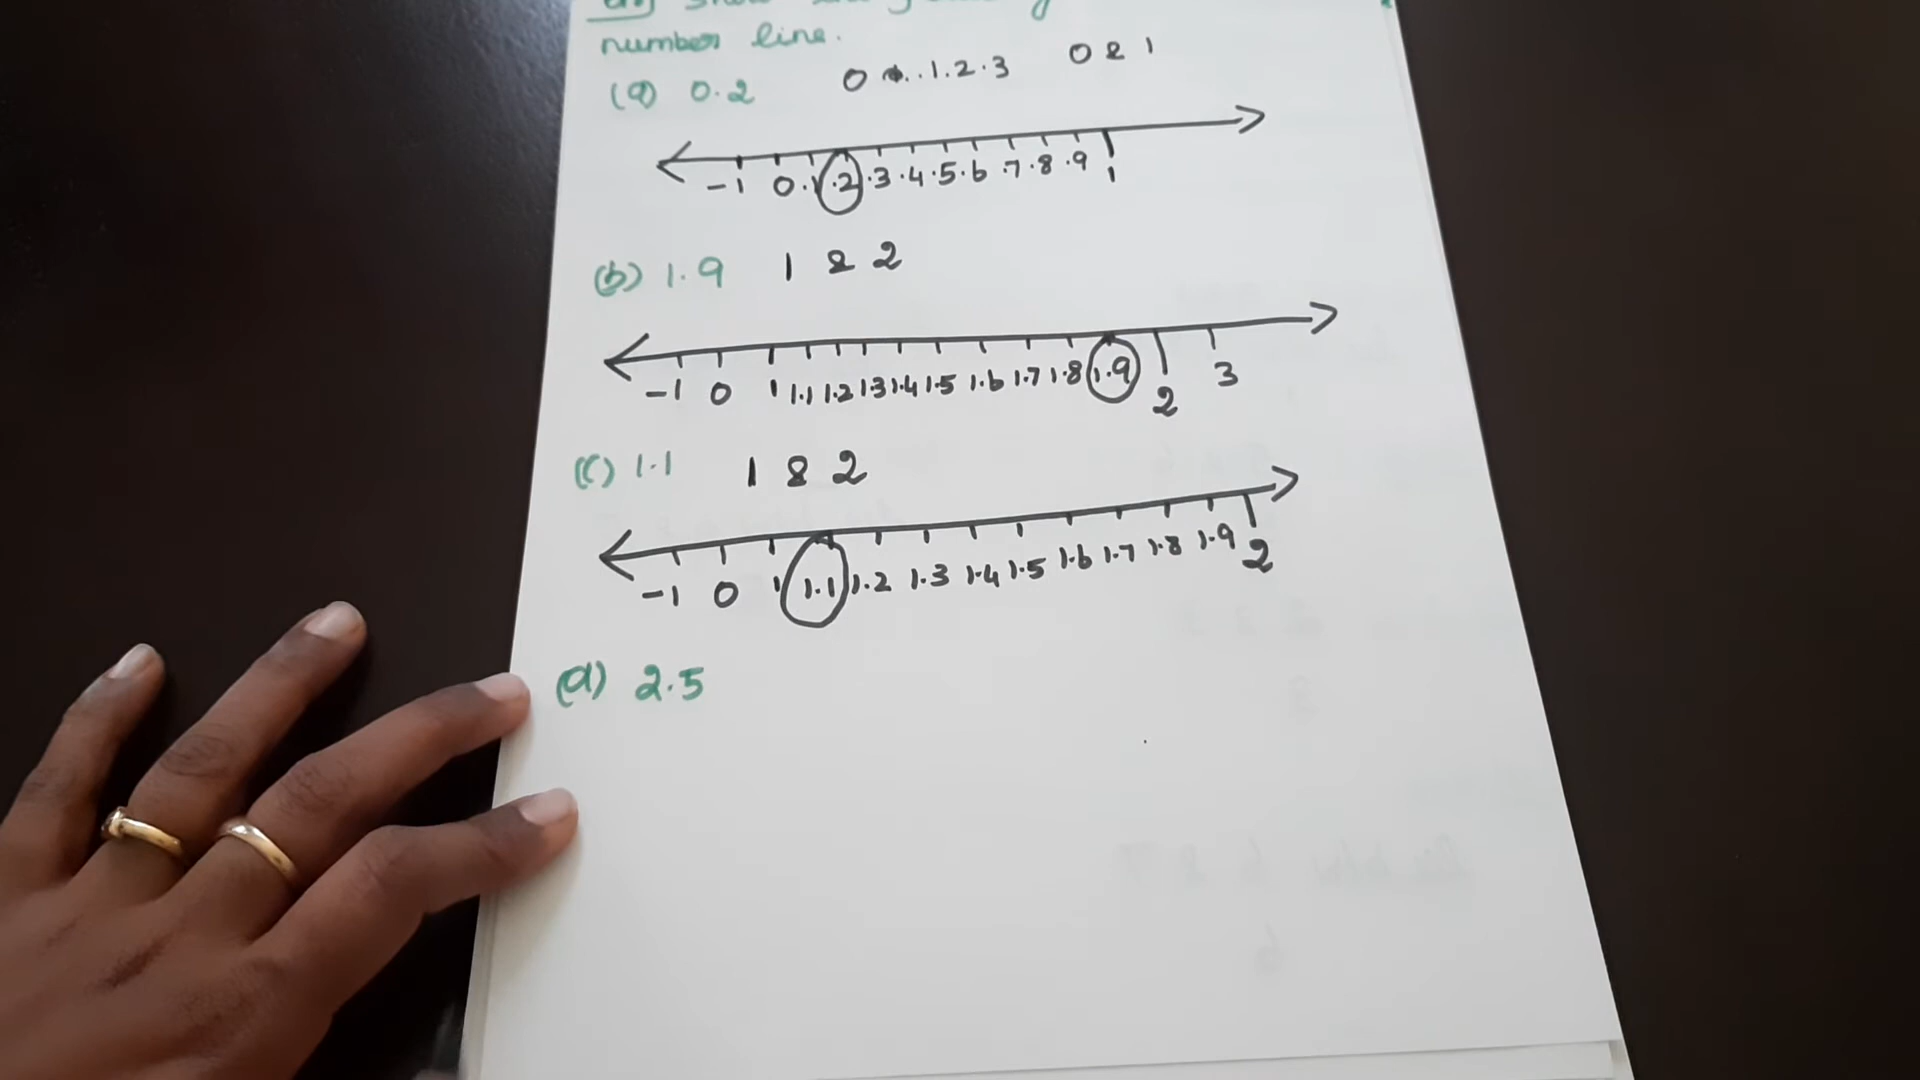 Show
number line.
(a) 0.2 0 . . 1 . 2 . 3 0 & 1
-1 0 .1 .2 .3 .4 .5 .6 .7 .8 .9 1
(b) 1.9 1 & 2
-1 0 1 1.1 1.2 1.3 1.4 1.5 1.6 1.7 1.8 1.9 2 3
(c) 1.1 1 & 2
-1 0 1 1.1 1.2 1.3 1.4 1.5 1.6 1.7 1.8 1.9 2
(d) 2.5